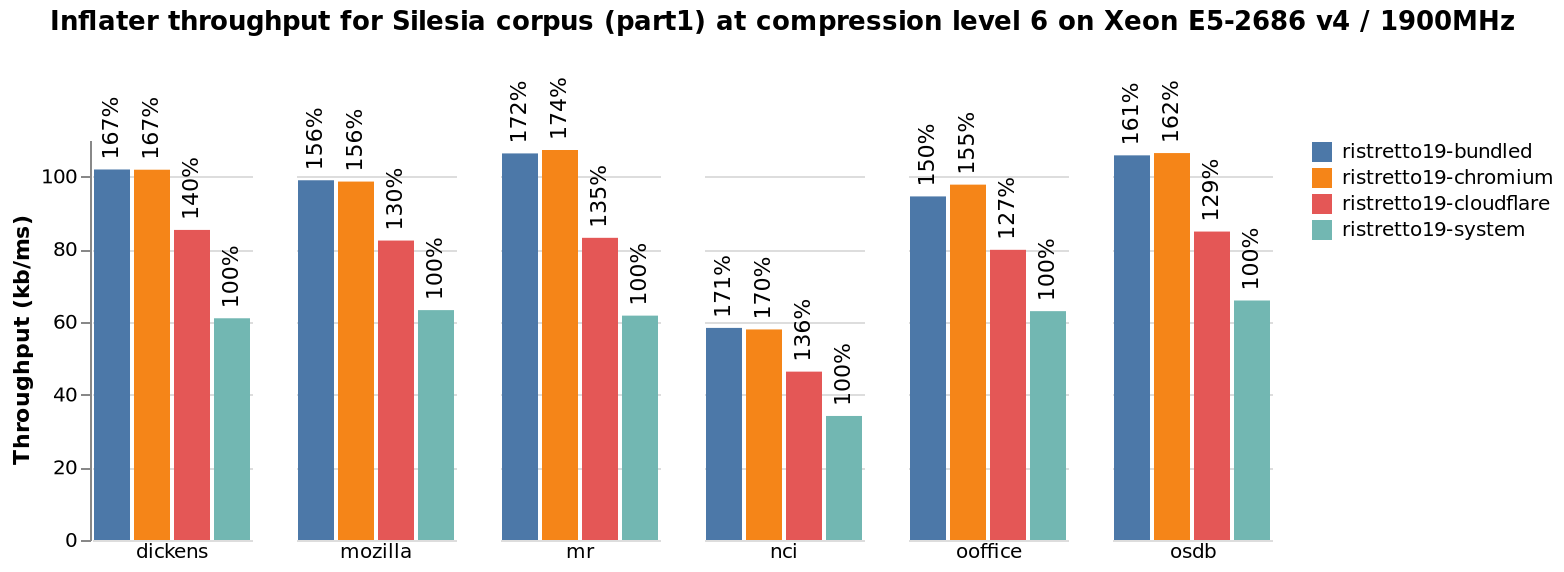 Inflater throughput for Silesia corpus (part1) at compression level 6 on Xeon E5-2686 v4 / 1900MHz
Throughput (kb/ms)
100
80
60
40
20
0
167%
167%
140%
100%
dickens
156%
156%
130%
100%
mozilla
172%
174%
135%
100%
mr
171%
170%
136%
100%
nci
150%
155%
127%
100%
ooffice
161%
162%
129%
100%
osdb
ristretto19-bundled
ristretto19-chromium
ristretto19-cloudflare
ristretto19-system